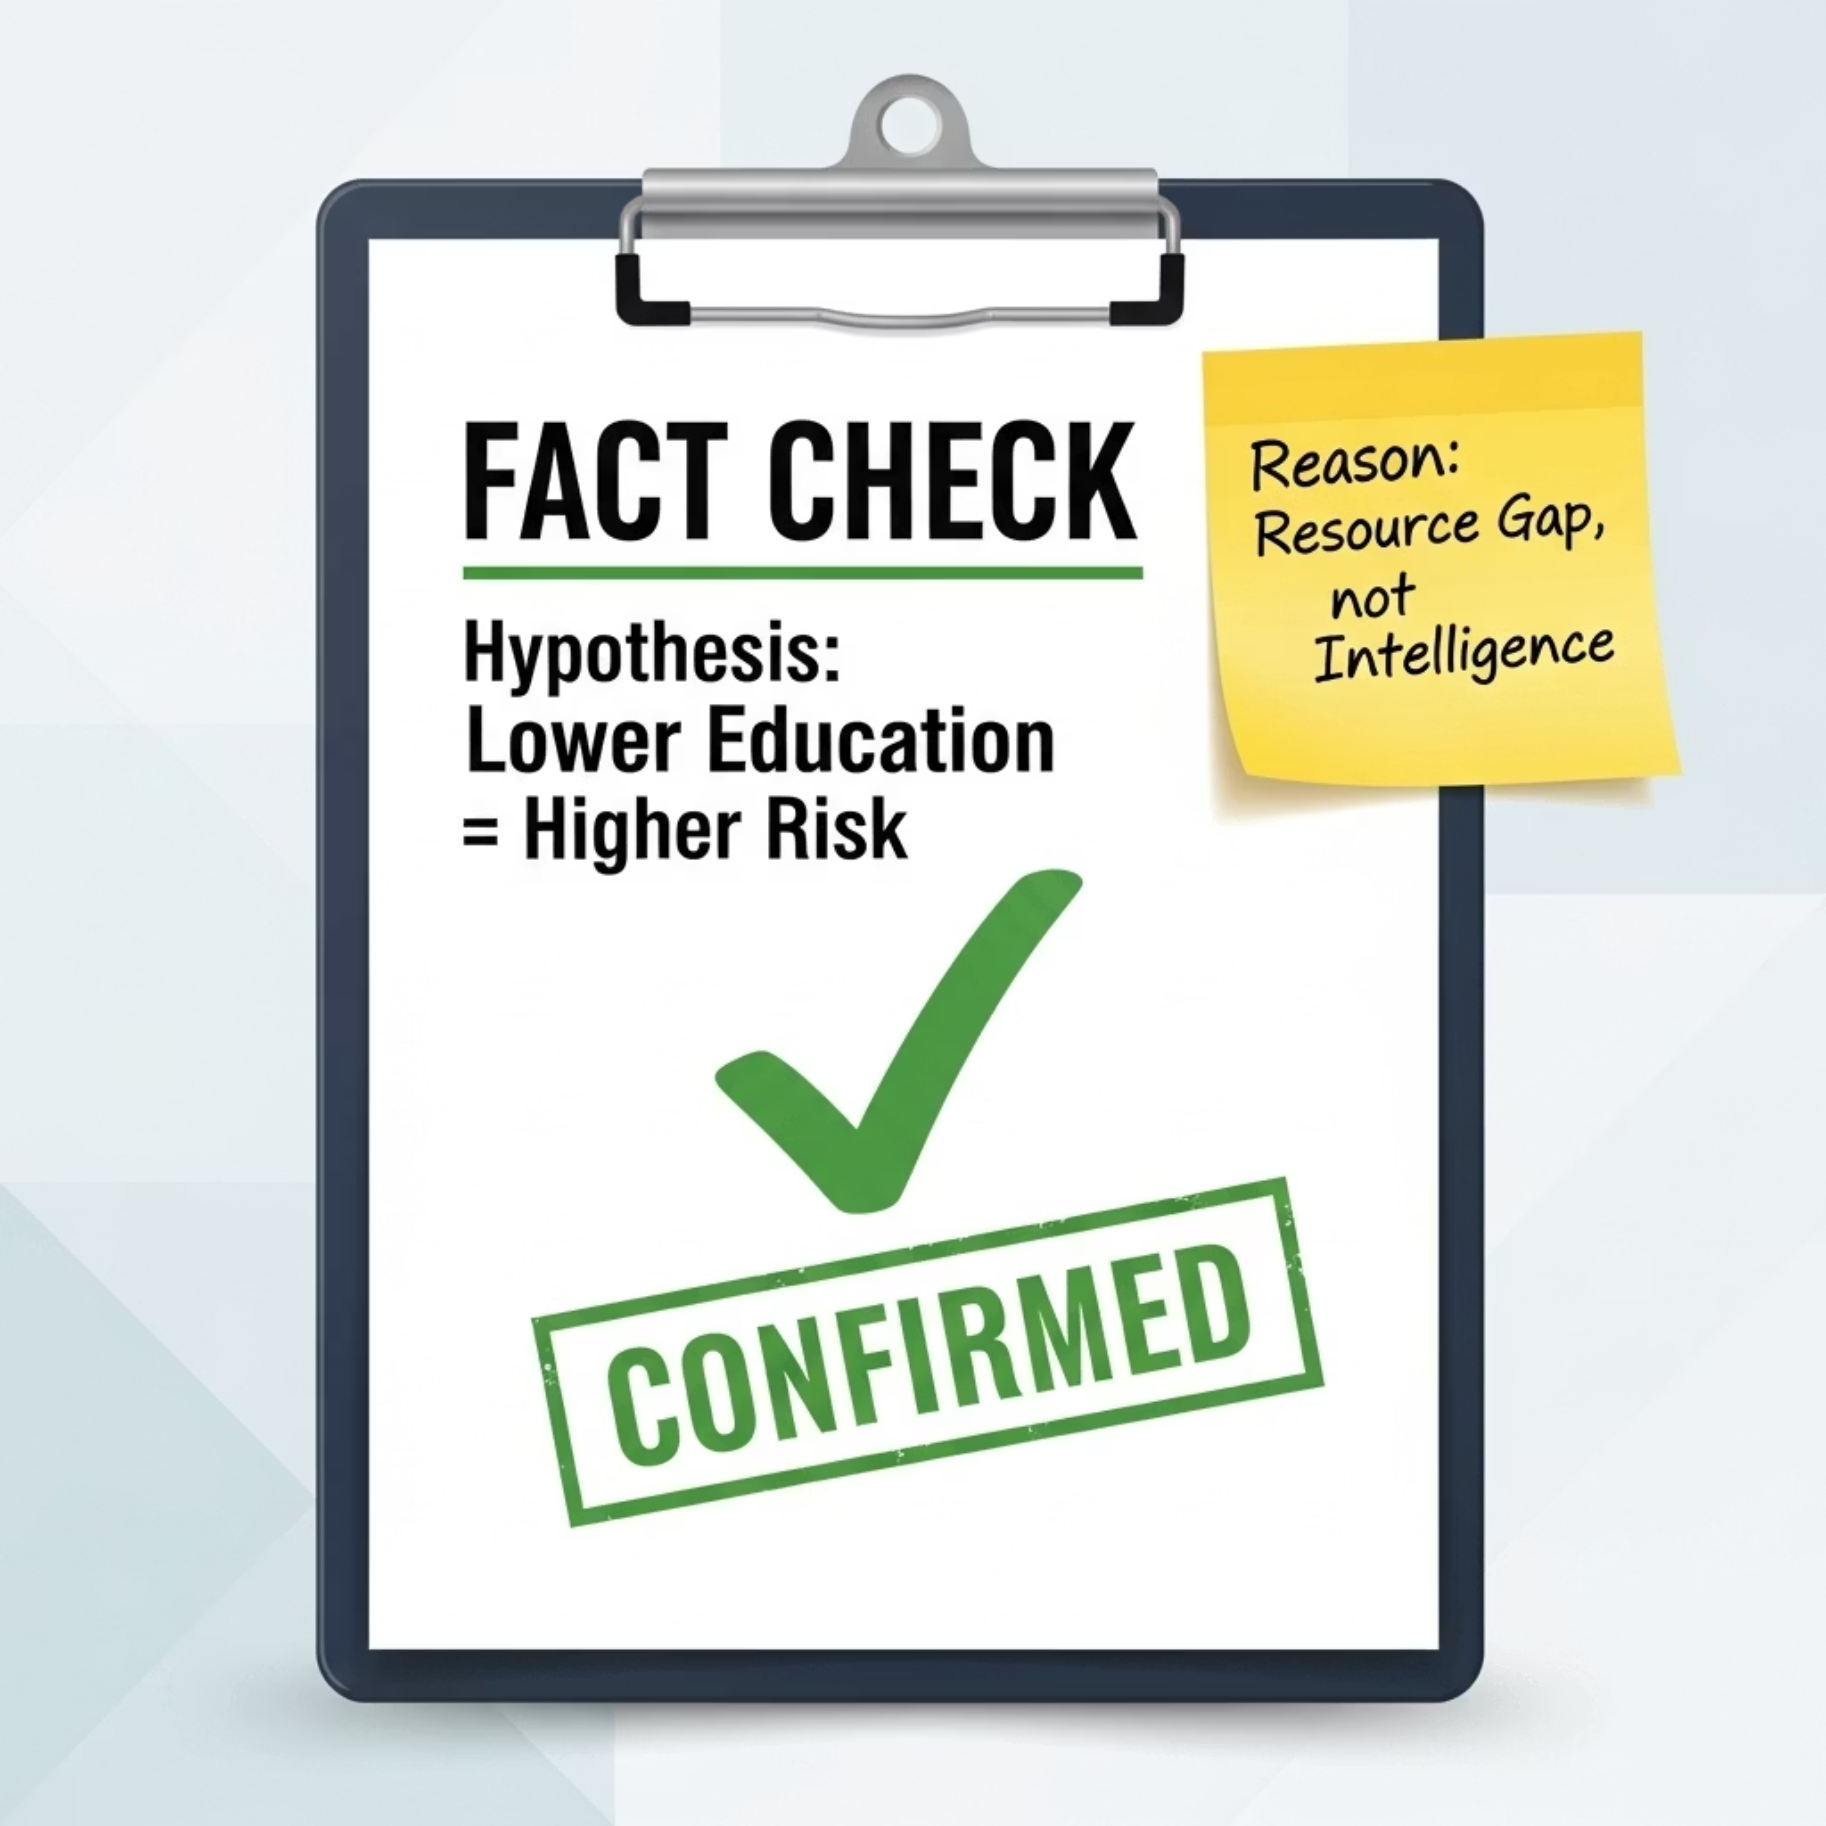 FACT CHECK
Hypothesis:
Lower Education
= Higher Risk
CONFIRMED
Reason:
Resource Gap,
not
Intelligence